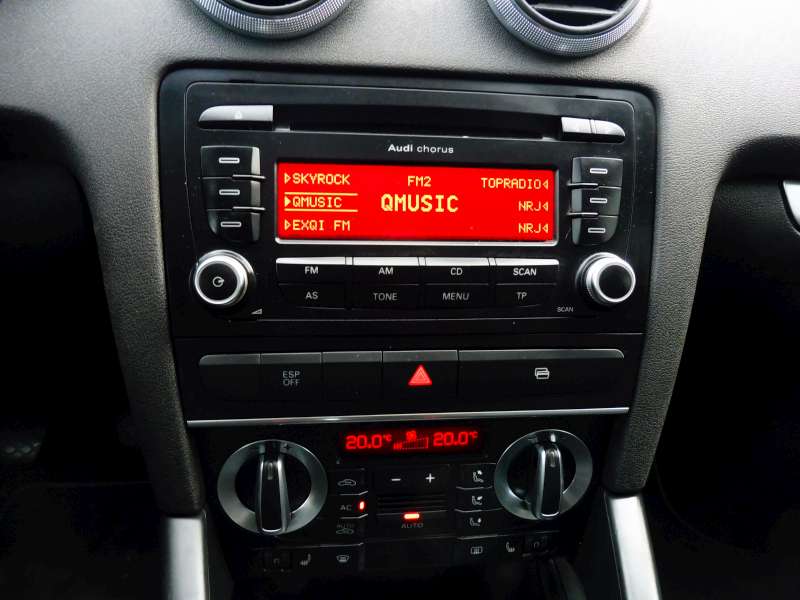 Audi chorus
SKYROCK FM2 TOPRADIO
QMUSIC QMUSIC NRJ
EXQI FM NRJ
FM AM CD SCAN
AS TONE MENU TP
SCAN
ESP
OFF
20.0°C 20.0°C
- +
AC
AUTO AUTO